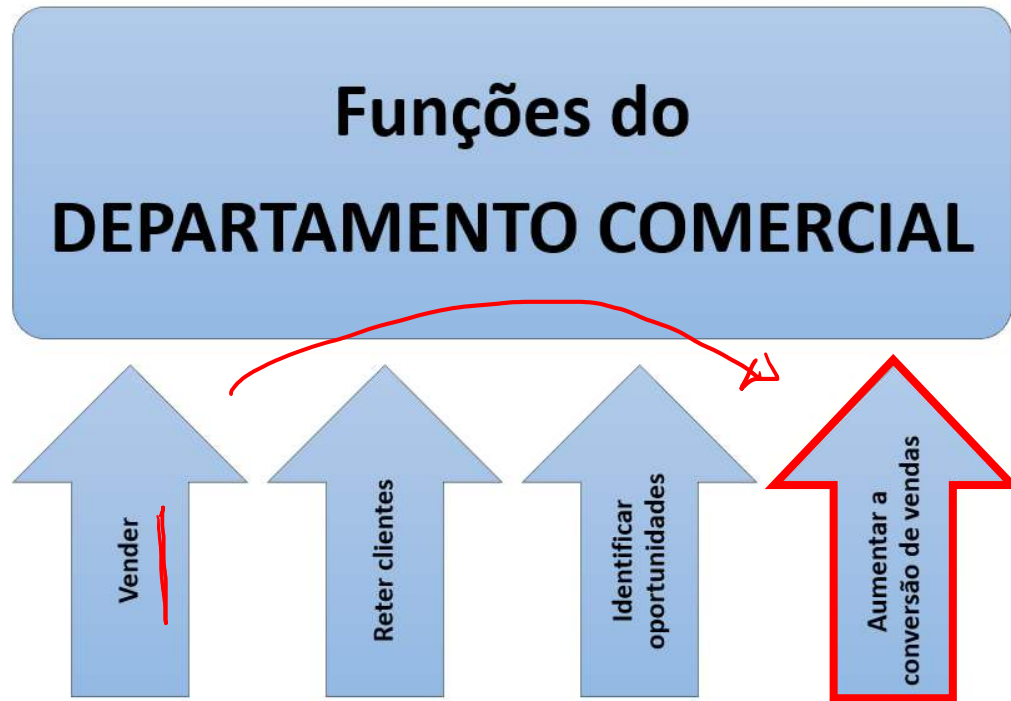 Funções do
DEPARTAMENTO COMERCIAL
Vender
Reter clientes
Identificar
oportunidades
Aumentar a
conversão de vendas